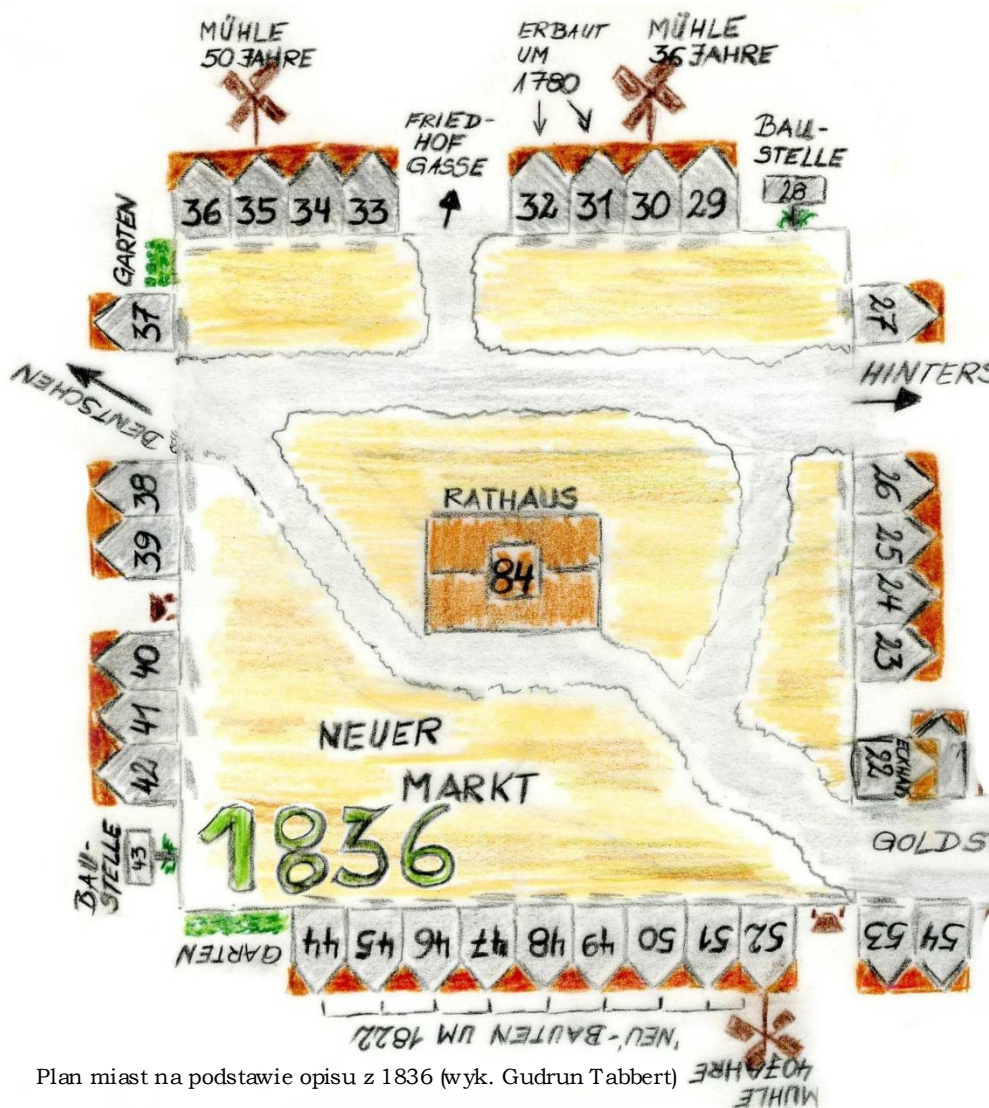 MÜHLE
50 JAHRE
ERBAUT
UM
1780
MÜHLE
36 JAHRE
FRIED-
HOF
GASSE
BAU-
STELLE
28
36 35 34 33
32 31 30 29
GARTEN
37
27
DENTSCHEN
HINTERS
38
39
26
25
24
23
RATHAUS
84
40
41
42
ECKHAUS
22
NEUER
MARKT
1836
GOLDS
BAU-
STELLE
43
GARTEN
44 45 46 47 48 49 50 51 52
53 54
'NEU'-BAUTEN UM 1822
MÜHLE
40 JAHRE
Plan miast na podstawie opisu z 1836 (wyk. Gudrun Tabbert)